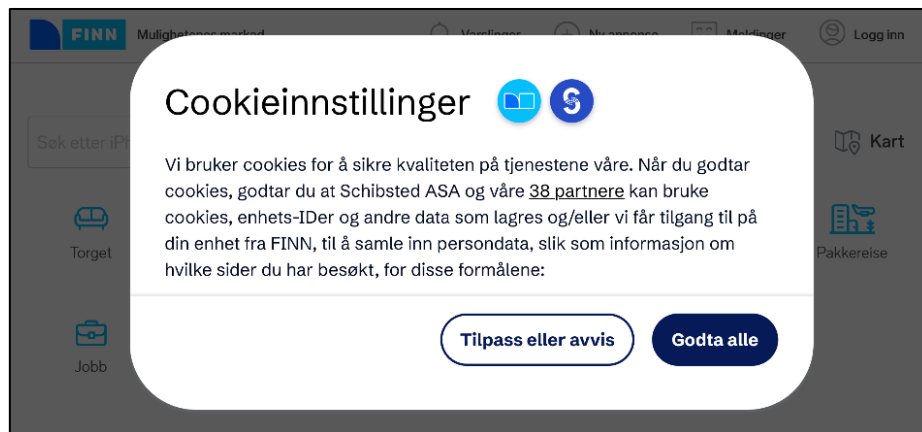 FINN Mulighetenes marked Varslinger Ny annonse Meldinger Logg inn
Cookieinnstillinger
Søk etter iPh
Kart
Vi bruker cookies for å sikre kvaliteten på tjenestene våre. Når du godtar
cookies, godtar du at Schibsted ASA og våre 38 partnere kan bruke
cookies, enhets-IDer og andre data som lagres og/eller vi får tilgang til på
din enhet fra FINN, til å samle inn persondata, slik som informasjon om
hvilke sider du har besøkt, for disse formålene:
Torget
Pakkereise
Tilpass eller avvis Godta alle
Jobb